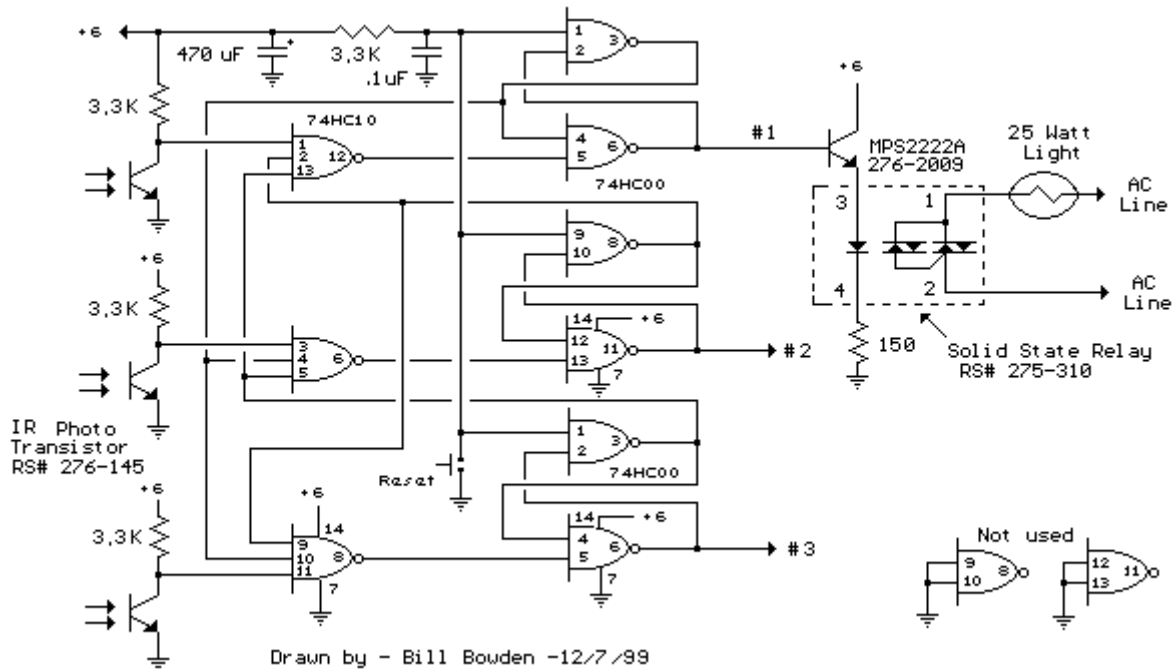 +6
470 uF
+
3,3K
.1uF
1
2
3
+6
3,3K
74HC10
1
2
13
12
4
5
6
74HC00
#1
MPS2222A
276-2009
25 Watt
Light
AC
Line
3
1
4
2
AC
Line
150
Solid State Relay
RS# 275-310
9
10
8
+6
3,3K
3
4
5
6
14
+6
12
13
11
7
#2
IR Photo
Transistor
RS# 276-145
1
2
3
74HC00
Reset
+6
3,3K
+6
14
9
10
11
8
7
14
+6
4
5
6
7
#3
Not used
9
10
8
12
13
11
Drawn by - Bill Bowden -12/7/99